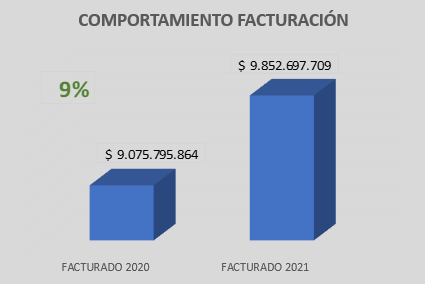 COMPORTAMIENTO FACTURACIÓN
$ 9.852.697.709
9%
$ 9.075.795.864
FACTURADO 2020
FACTURADO 2021